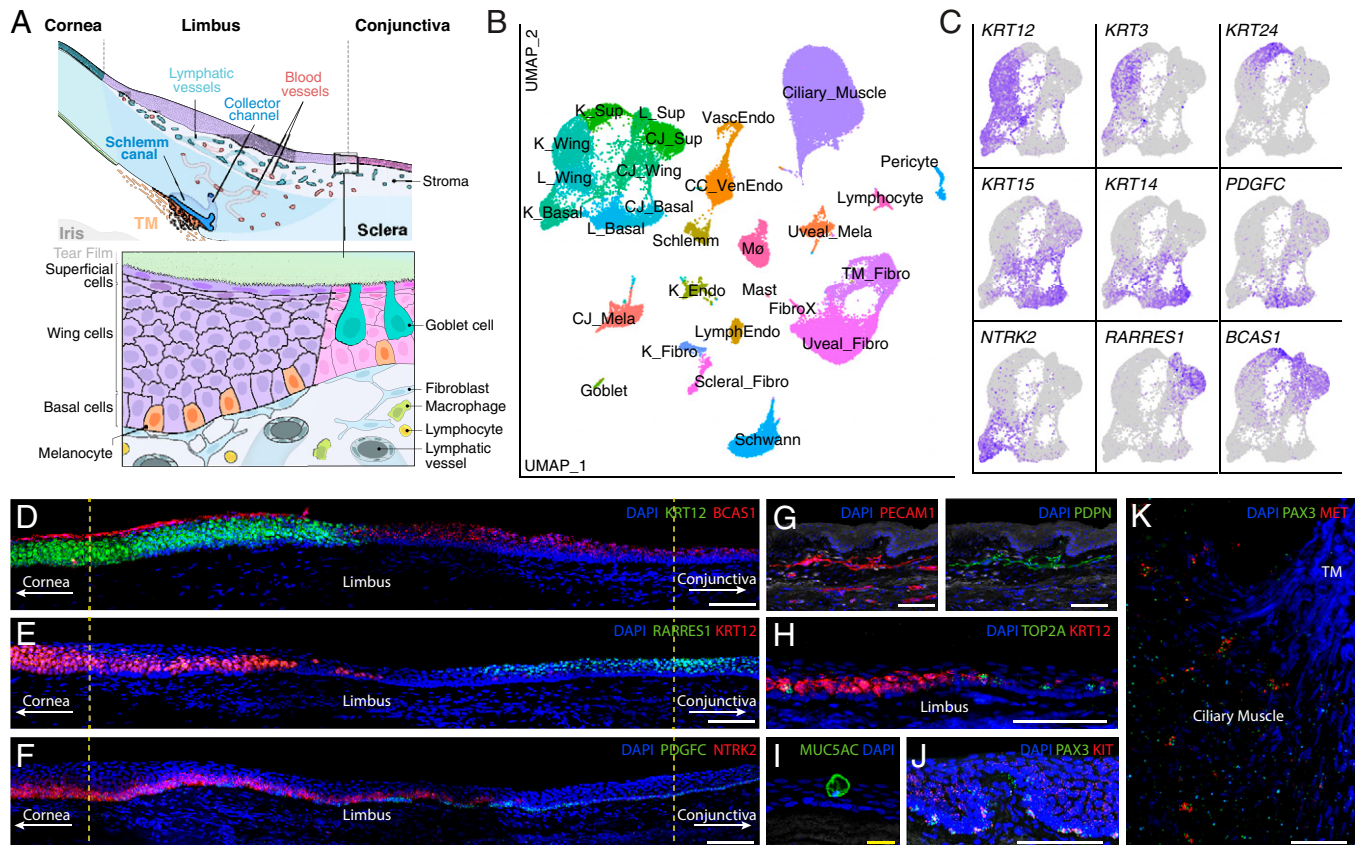 A
Cornea
Limbus
Conjunctiva
Lymphatic
vessels
Blood
vessels
Collector
channel
Schlemm
canal
Stroma
TM
Iris
Sclera
Tear Film
Superficial
cells
Wing cells
Basal cells
Melanocyte
Goblet cell
Fibroblast
Macrophage
Lymphocyte
Lymphatic
vessel
B
UMAP_2
Ciliary_Muscle
K_Sup
L_Sup
VascEndo
K_Wing
CJ_Sup
Pericyte
L_Wing
CJ_Wing
CC_VenEndo
Lymphocyte
K_Basal
CJ_Basal
L_Basal
Schlemm
Mø
Uveal_Mela
TM_Fibro
K_Endo
Mast
FibroX
CJ_Mela
LymphEndo
Uveal_Fibro
K_Fibro
Scleral_Fibro
Goblet
Schwann
UMAP_1
C
KRT12
KRT3
KRT24
KRT15
KRT14
PDGFC
NTRK2
RARRES1
BCAS1
D
DAPI KRT12 BCAS1
Cornea
Limbus
Conjunctiva
E
DAPI RARRES1 KRT12
Cornea
Limbus
Conjunctiva
F
DAPI PDGFC NTRK2
Cornea
Limbus
Conjunctiva
G
DAPI PECAM1
DAPI PDPN
H
DAPI TOP2A KRT12
Limbus
I
MUC5AC DAPI
J
DAPI PAX3 KIT
K
DAPI PAX3 MET
TM
Ciliary Muscle